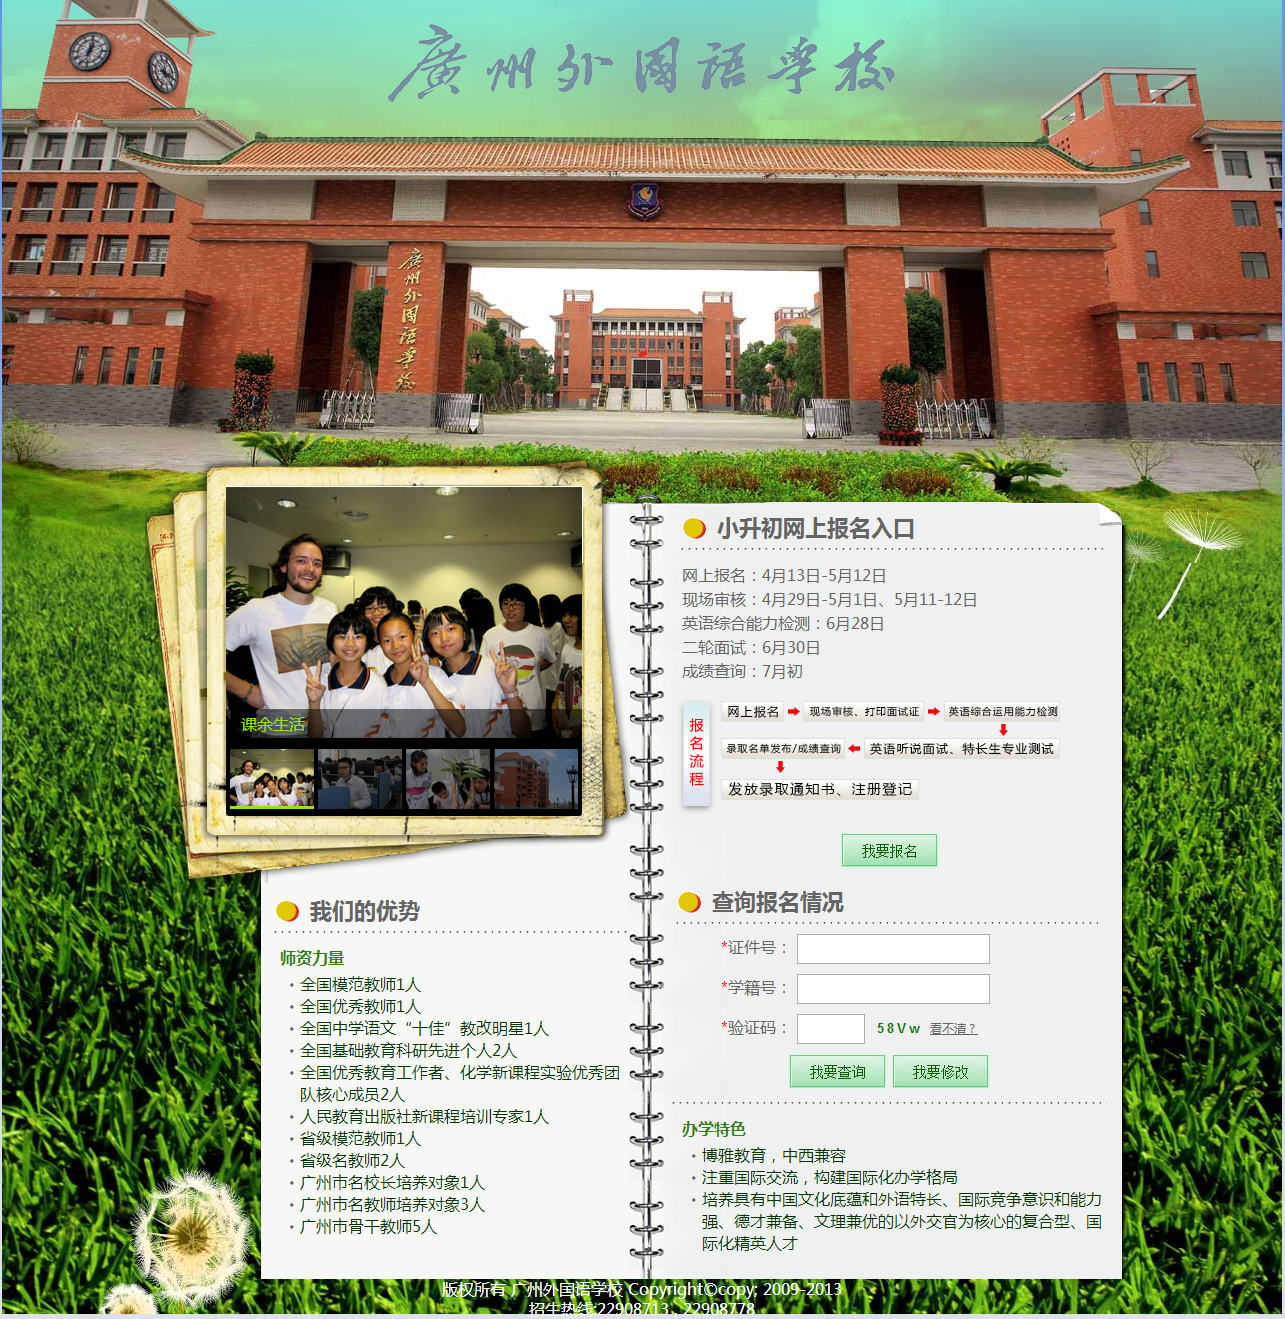 廣州外国语学校
廣州外国语学校
课余生活
小升初网上报名入口
网上报名：4月13日-5月12日
现场审核：4月29日-5月1日、5月11-12日
英语综合能力检测：6月28日
二轮面试：6月30日
成绩查询：7月初
报名流程
网上报名
现场审核、打印面试证
英语综合运用能力检测
录取名单发布/成绩查询
英语听说面试、特长生专业测试
发放录取通知书、注册登记
我要报名
我们的优势
师资力量
•全国模范教师1人
•全国优秀教师1人
•全国中学语文“十佳”教改明星1人
•全国基础教育科研先进个人2人
•全国优秀教育工作者、化学新课程实验优秀团
队核心成员2人
•人民教育出版社新课程培训专家1人
•省级模范教师1人
•省级名教师2人
•广州市名校长培养对象1人
•广州市名教师培养对象3人
•广州市骨干教师5人
查询报名情况
*证件号：
*学籍号：
*验证码： 58Vw 看不清？
我要查询 我要修改
办学特色
•博雅教育，中西兼容
•注重国际交流，构建国际化办学格局
•培养具有中国文化底蕴和外语特长、国际竞争意识和能力
强、德才兼备、文理兼优的以外交官为核心的复合型、国
际化精英人才
版权所有 广州外国语学校 Copyright©copy; 2009-2013
招生热线:22908713、22908778